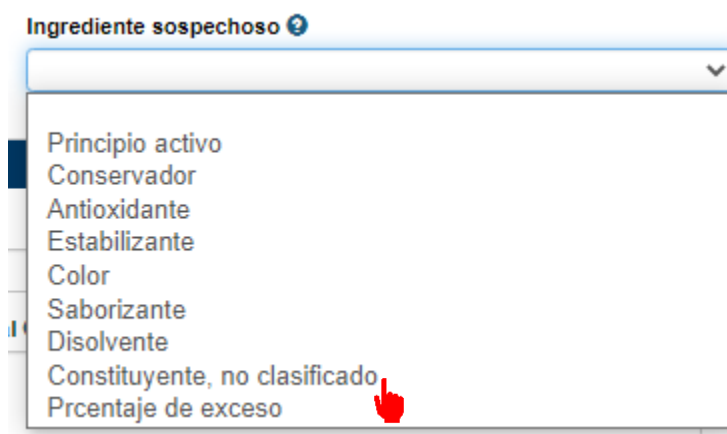 Ingrediente sospechoso
Principio activo
Conservador
Antioxidante
Estabilizante
Color
Saborizante
Disolvente
Constituyente, no clasificado
Prcentaje de exceso